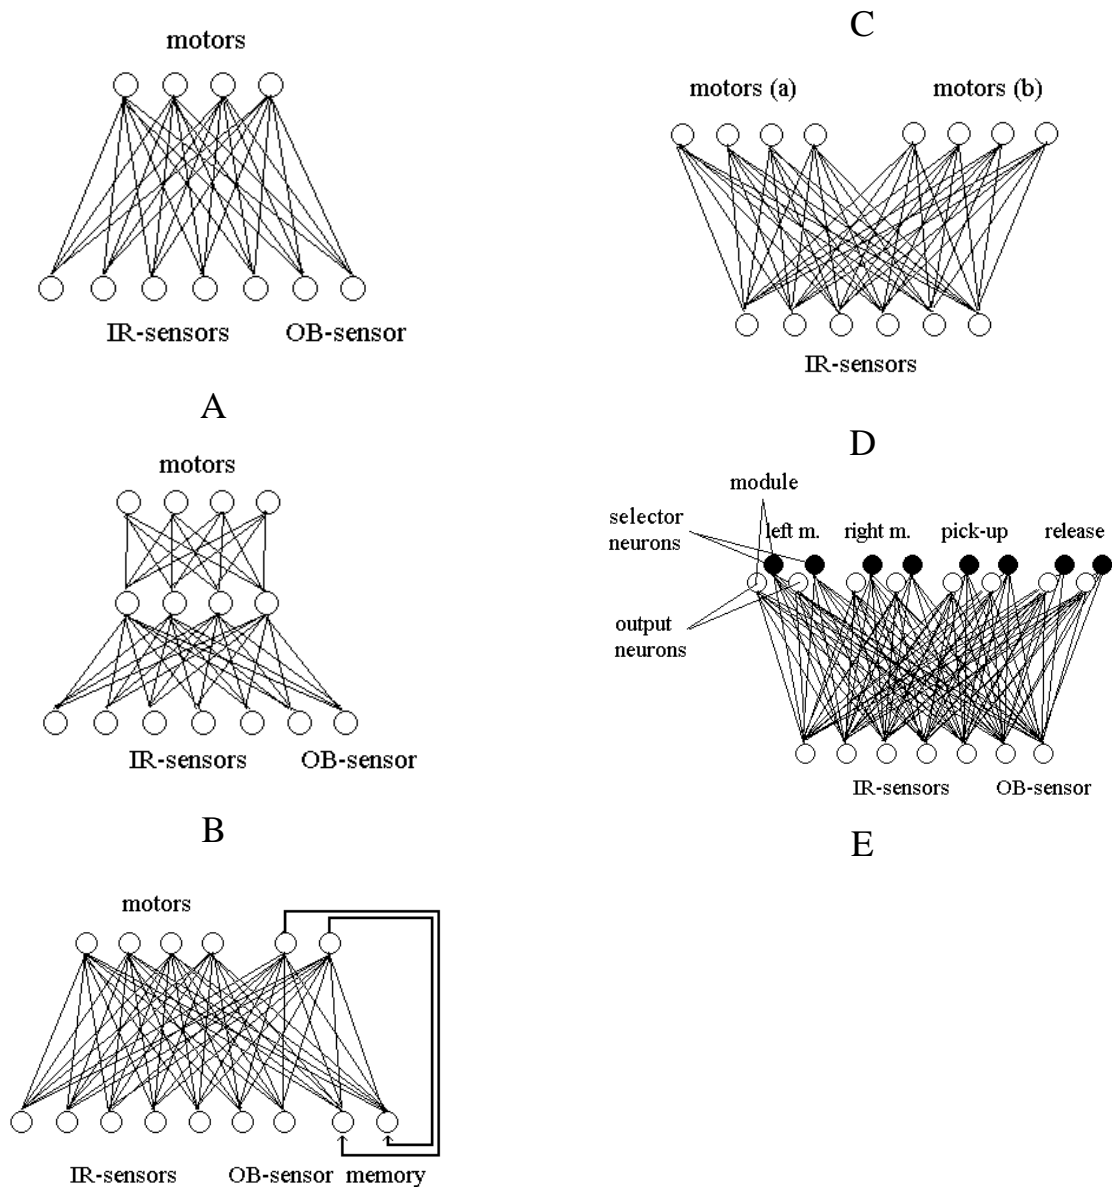 motors
IR-sensors OB-sensor
A
motors
IR-sensors OB-sensor
B
motors
IR-sensors OB-sensor memory
C
motors (a) motors (b)
IR-sensors
D
module
selector
neurons
left m. right m. pick-up release
output
neurons
IR-sensors OB-sensor
E